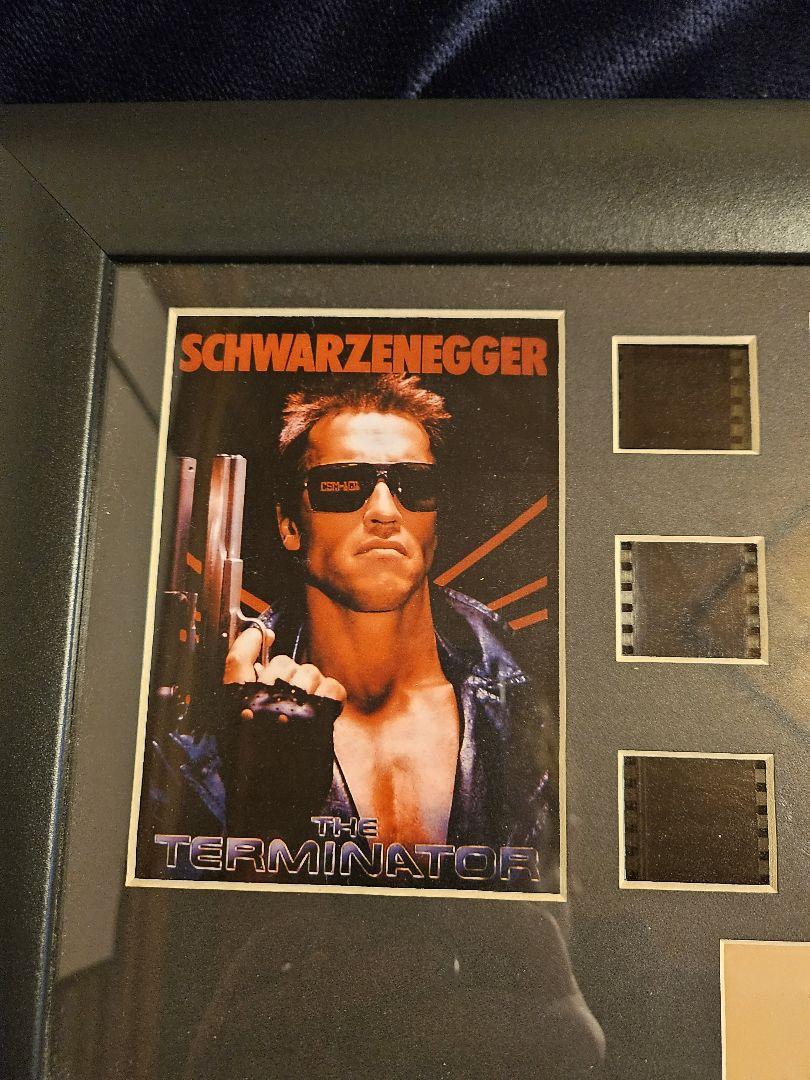 SCHWARZENEGGER
THE
TERMINATOR